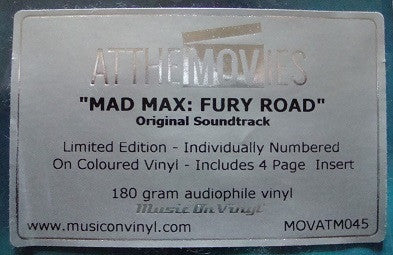 ATTHEMOVIES
"MAD MAX: FURY ROAD"
Original Soundtrack
Limited Edition - Individually Numbered
On Coloured Vinyl - Includes 4 Page Insert
180 gram audiophile vinyl
Music On Vinyl
www.musiconvinyl.com MOVATM045